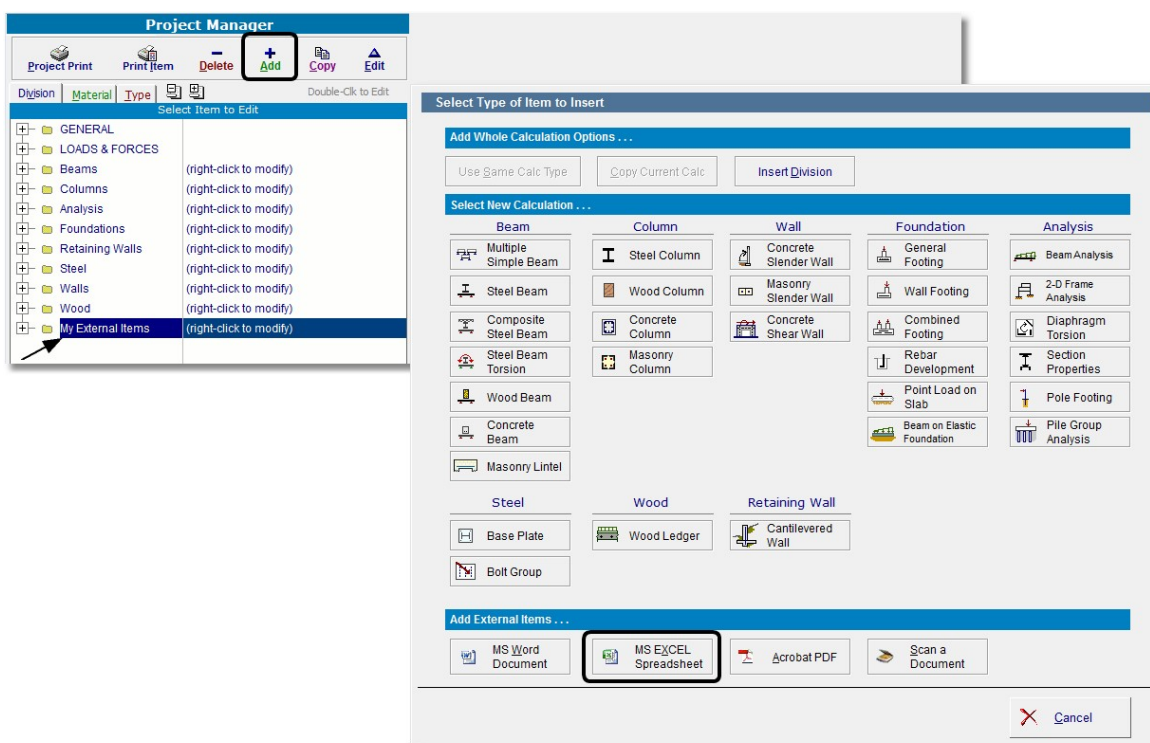 Project Manager
Project Print Print Item Delete Add Copy Edit
Division Material Type Double-Clk to Edit
Select Item to Edit
GENERAL
LOADS & FORCES
Beams (right-click to modify)
Columns (right-click to modify)
Analysis (right-click to modify)
Foundations (right-click to modify)
Retaining Walls (right-click to modify)
Steel (right-click to modify)
Walls (right-click to modify)
Wood (right-click to modify)
My External Items (right-click to modify)
Select Type of Item to Insert
Add Whole Calculation Options . . .
Use Same Calc Type Copy Current Calc Insert Division
Select New Calculation . . .
Beam Column Wall Foundation Analysis
Multiple
Simple Beam
Steel Column
Concrete
Slender Wall
General
Footing
Beam Analysis
Steel Beam
Wood Column
Masonry
Slender Wall
Wall Footing
2-D Frame
Analysis
Composite
Steel Beam
Concrete
Column
Concrete
Shear Wall
Combined
Footing
Diaphragm
Torsion
Steel Beam
Torsion
Masonry
Column
Rebar
Development
Section
Properties
Wood Beam
Point Load on
Slab
Pole Footing
Concrete
Beam
Beam on Elastic
Foundation
Pile Group
Analysis
Masonry Lintel
Steel Wood Retaining Wall
Base Plate
Wood Ledger
Cantilevered
Wall
Bolt Group
Add External Items . . .
MS Word
Document
MS EXCEL
Spreadsheet
Acrobat PDF
Scan a
Document
Cancel